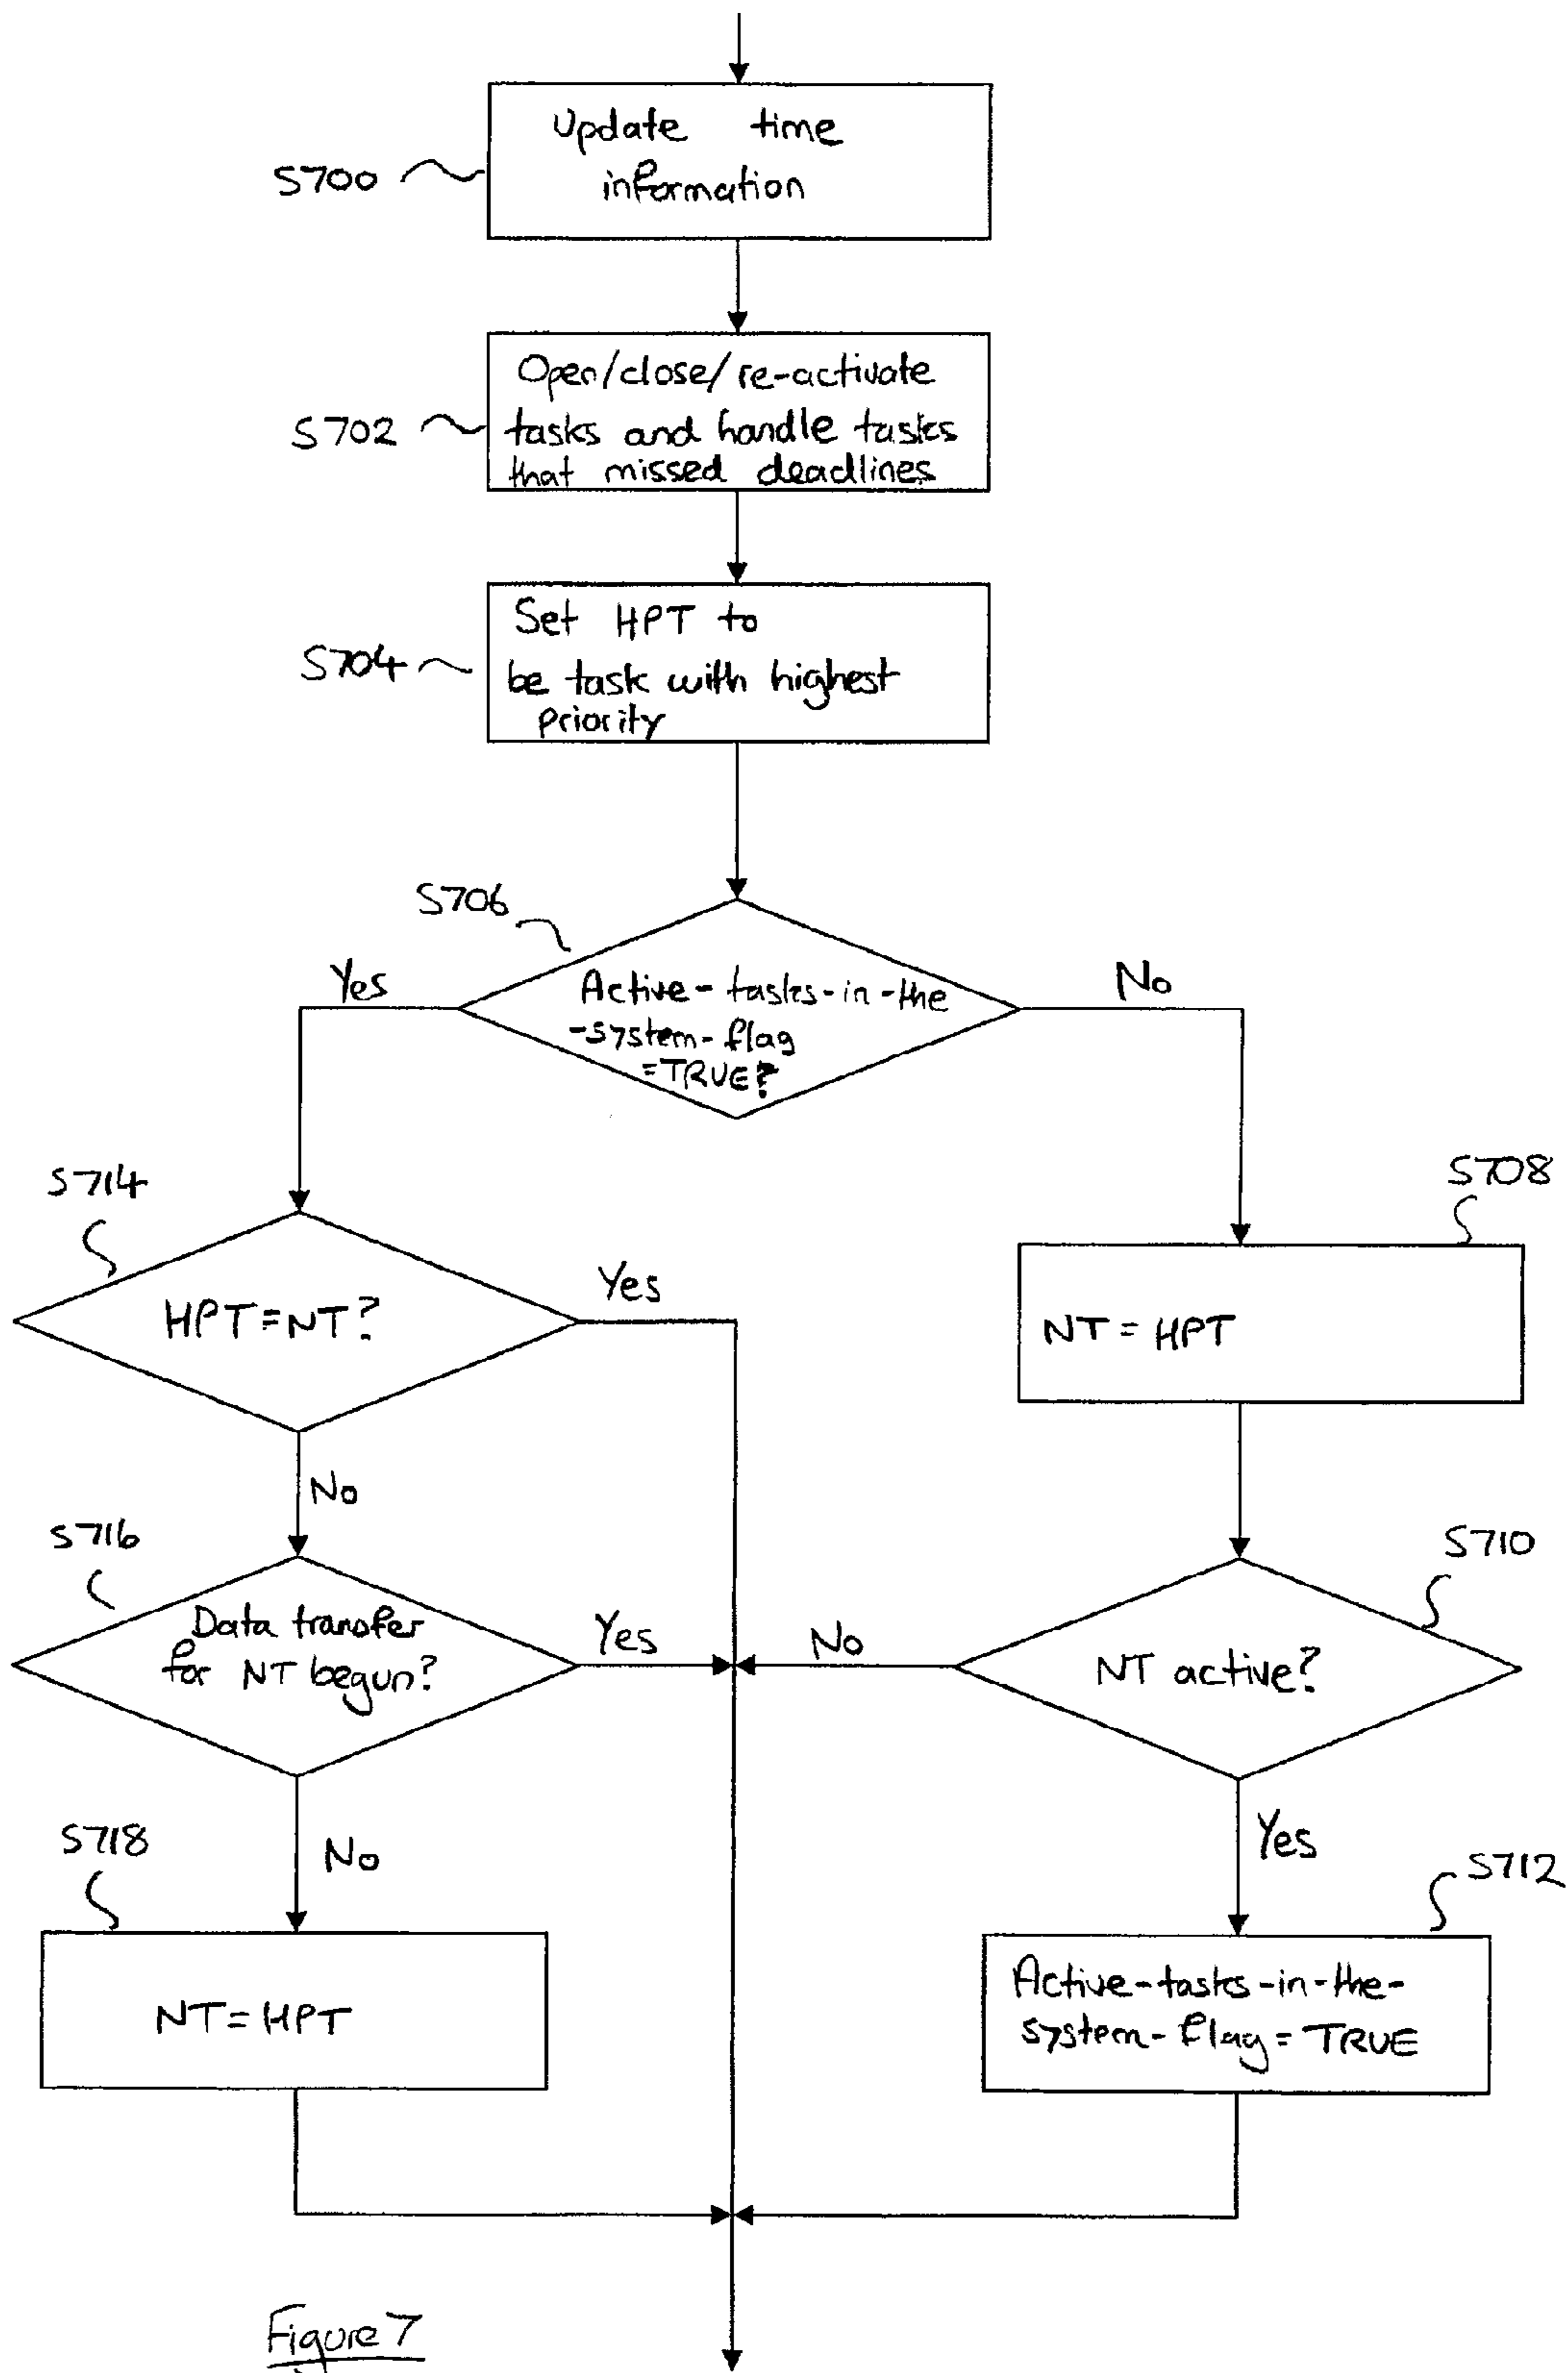 Update time
information
S700
Open/close/re-activate
tasks and handle tasks
that missed deadlines
S702
Set HPT to
be task with highest
priority
S704
S706
Active-tasks-in-the
-system-flag
=TRUE?
Yes
No
S714
HPT=NT?
Yes
No
S708
NT = HPT
S716
Data transfer
for NT begun?
Yes
No
S710
NT active?
No
Yes
S718
NT=HPT
S712
Active-tasks-in-the-
system-flag = TRUE
Figure 7